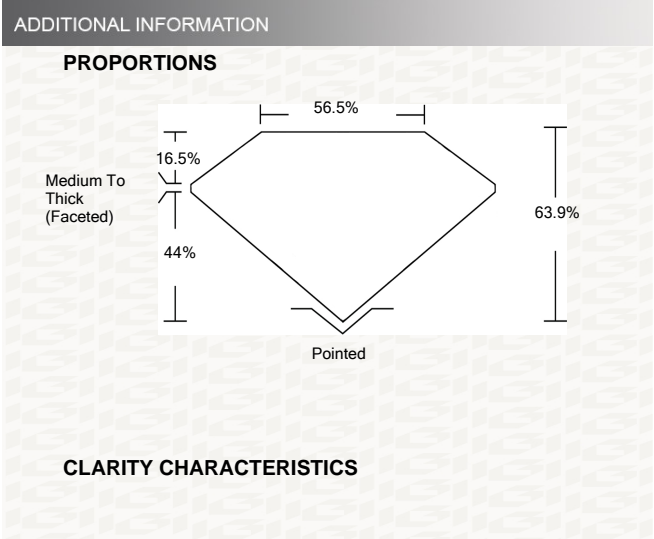 ADDITIONAL INFORMATION
PROPORTIONS
56.5%
16.5%
Medium To
Thick
(Faceted)
63.9%
44%
Pointed
CLARITY CHARACTERISTICS